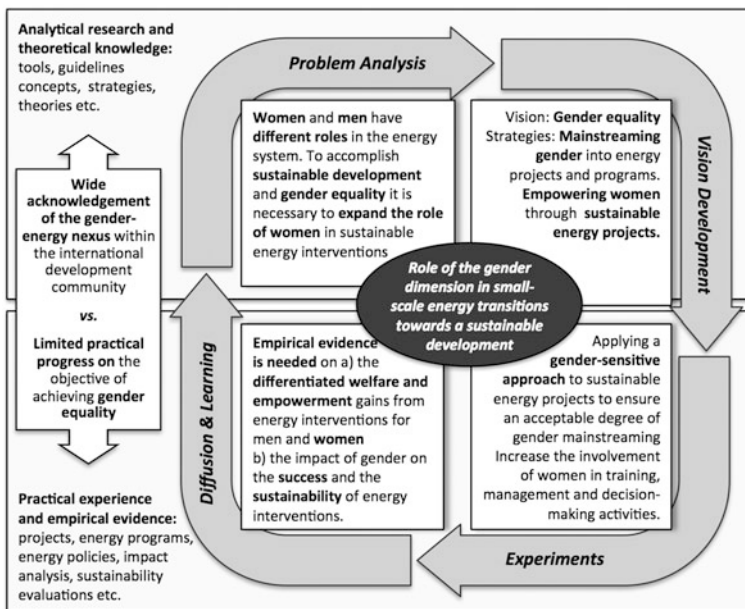 Analytical research and
theoretical knowledge:
tools, guidelines
concepts, strategies,
theories etc.
Wide
acknowledgement
of the gender-
energy nexus within
the international
development
community
vs.
Limited practical
progress on the
objective of
achieving gender
equality
Practical experience
and empirical evidence:
projects, energy programs,
energy policies, impact
analysis, sustainability
evaluations etc.
Problem Analysis
Women and men have
different roles in the energy
system. To accomplish
sustainable development
and gender equality it is
necessary to expand the role
of women in sustainable
energy interventions
Vision: Gender equality
Strategies: Mainstreaming
gender into energy
projects and programs.
Empowering women
through sustainable
energy projects.
Vision Development
Role of the gender
dimension in small-
scale energy transitions
towards a sustainable
development
Applying a
gender-sensitive
approach to sustainable
energy projects to ensure
an acceptable degree of
gender mainstreaming
Increase the involvement
of women in training,
management and decision-
making activities.
Experiments
Empirical evidence
is needed on a) the
differentiated welfare and
empowerment gains from
energy interventions for
men and women
b) the impact of gender on
the success and the
sustainability of energy
interventions.
Diffusion & Learning